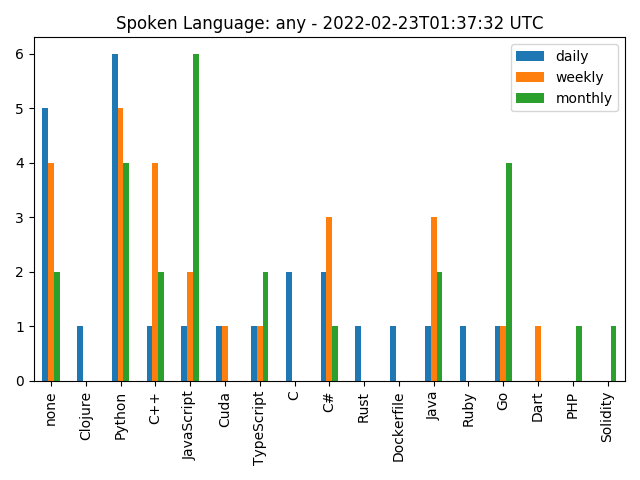 Spoken Language: any - 2022-02-23T01:37:32 UTC
daily
weekly
monthly
6
5
4
3
2
1
0
none
Clojure
Python
C++
JavaScript
Cuda
TypeScript
C
C#
Rust
Dockerfile
Java
Ruby
Go
Dart
PHP
Solidity